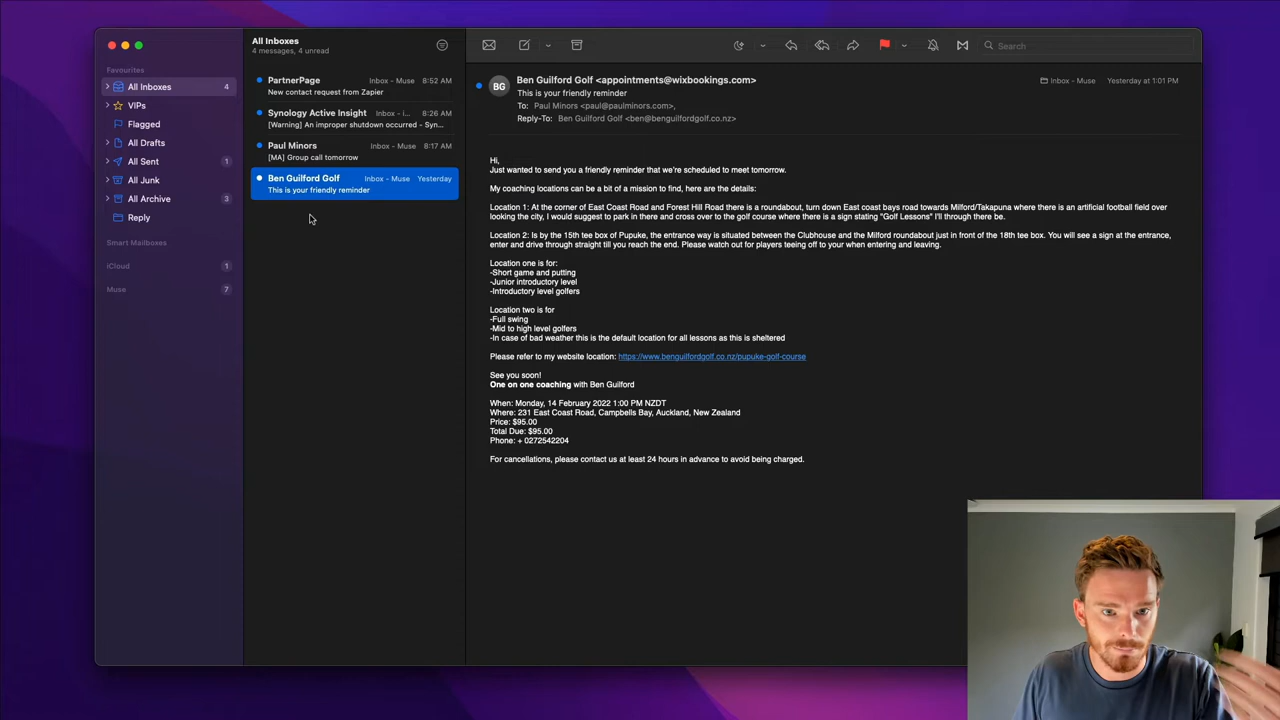 Favourites
All Inboxes 4
VIPs
Flagged
All Drafts
All Sent 1
All Junk
All Archive 3
Reply
Smart Mailboxes
iCloud 1
Muse 7
All Inboxes
4 messages, 4 unread
PartnerPage Inbox - Muse 8:52 AM
New contact request from Zapier
Synology Active Insight Inbox - I... 8:26 AM
[Warning] An improper shutdown occurred - Syn...
Paul Minors Inbox - Muse 8:17 AM
[MA] Group call tomorrow
Ben Guilford Golf Inbox - Muse Yesterday
This is your friendly reminder
Search
BG
Ben Guilford Golf <appointments@wixbookings.com>
Inbox - Muse Yesterday at 1:01 PM
This is your friendly reminder
To: Paul Minors <paul@paulminors.com>,
Reply-To: Ben Guilford Golf <ben@benguilfordgolf.co.nz>
Hi,
Just wanted to send you a friendly reminder that we're scheduled to meet tomorrow.
My coaching locations can be a bit of a mission to find, here are the details:
Location 1: At the corner of East Coast Road and Forest Hill Road there is a roundabout, turn down East coast bays road towards Milford/Takapuna where there is an artificial football field over
looking the city, I would suggest to park in there and cross over to the golf course where there is a sign stating "Golf Lessons" I'll through there be.
Location 2: Is by the 15th tee box of Pupuke, the entrance way is situated between the Clubhouse and the Milford roundabout just in front of the 18th tee box. You will see a sign at the entrance,
enter and drive through straight till you reach the end. Please watch out for players teeing off to your when entering and leaving.
Location one is for:
-Short game and putting
-Junior introductory level
-Introductory level golfers
Location two is for
-Full swing
-Mid to high level golfers
-In case of bad weather this is the default location for all lessons as this is sheltered
Please refer to my website location: https://www.benguilfordgolf.co.nz/pupuke-golf-course
See you soon!
One on one coaching with Ben Guilford
When: Monday, 14 February 2022 1:00 PM NZDT
Where: 231 East Coast Road, Campbells Bay, Auckland, New Zealand
Price: $95.00
Total Due: $95.00
Phone: + 0272542204
For cancellations, please contact us at least 24 hours in advance to avoid being charged.